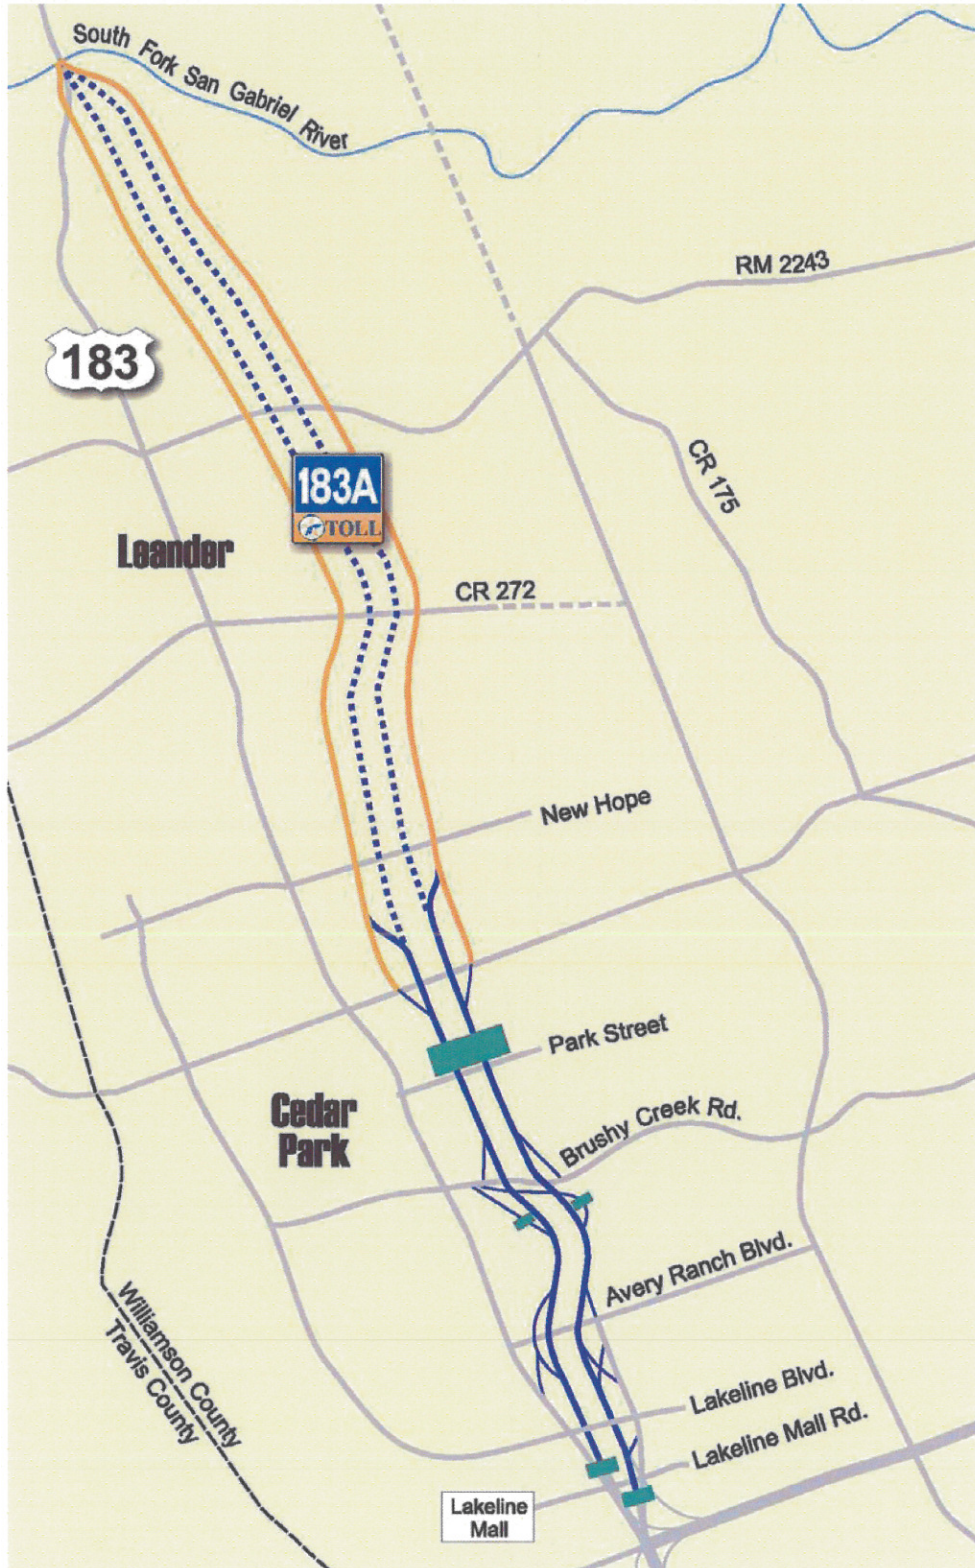 South Fork San Gabriel River
RM 2243
183
CR 175
183A
TOLL
Leander
CR 272
New Hope
Park Street
Cedar
Park
Brushy Creek Rd.
Avery Ranch Blvd.
Williamson County
Travis County
Lakeline Blvd.
Lakeline Mall Rd.
Lakeline
Mall